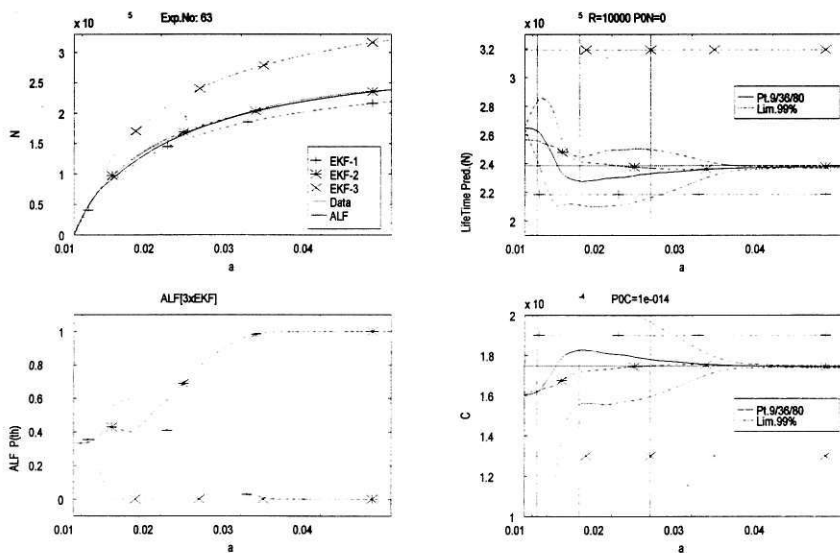 x 10 5 Exp.No: 63
3
2.5
2
1.5
1
0.5
0
N
EKF-1
EKF-2
EKF-3
Data
ALF
0.01 0.02 0.03 0.04
a
x 10 5 R=10000 P0N=0
3.2
3
2.8
2.6
2.4
2.2
2
LifeTime Pred.(N)
Pt.9/36/80
Lim.99%
0.01 0.02 0.03 0.04
a
ALF[3xEKF]
1
0.8
0.6
0.4
0.2
0
ALF P(th)
0.01 0.02 0.03 0.04
a
x 10 -4 P0C=1e-014
2
1.8
1.6
1.4
1.2
1
C
Pt.9/36/80
Lim.99%
0.01 0.02 0.03 0.04
a